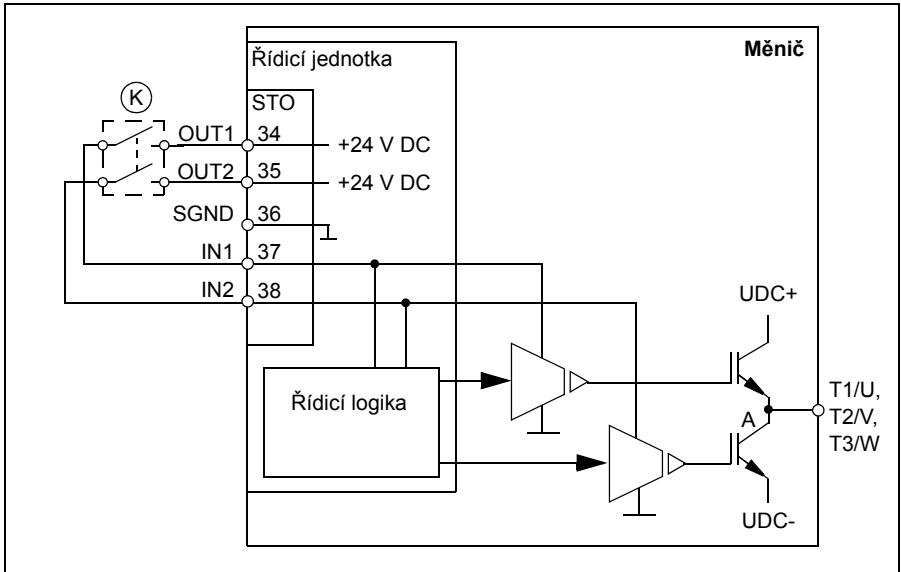 Měnič
Řídicí jednotka
K
STO
OUT1 34 +24 V DC
OUT2 35 +24 V DC
SGND 36
IN1 37
IN2 38
UDC+
Řídicí logika
A
T1/U,
T2/V,
T3/W
UDC-